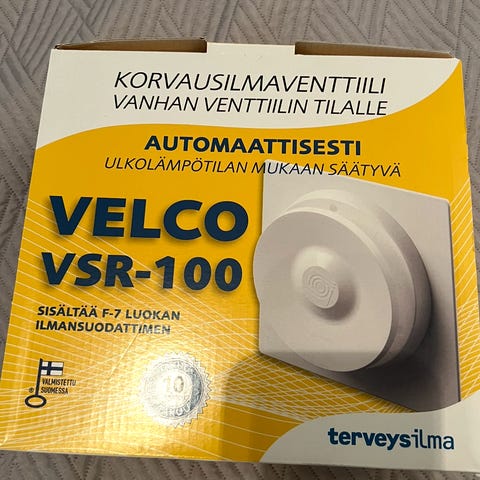 KORVAUSILMAVENTTIILI
VANHAN VENTTIILIN TILALLE
AUTOMAATTISESTI
ULKOLÄMPÖTILAN MUKAAN SÄÄTYVÄ
VELCO
VSR-100
SISÄLTÄÄ F-7 LUOKAN
ILMANSUODATTIMEN
VALMISTETTU
SUOMESSA
10
terveysilma